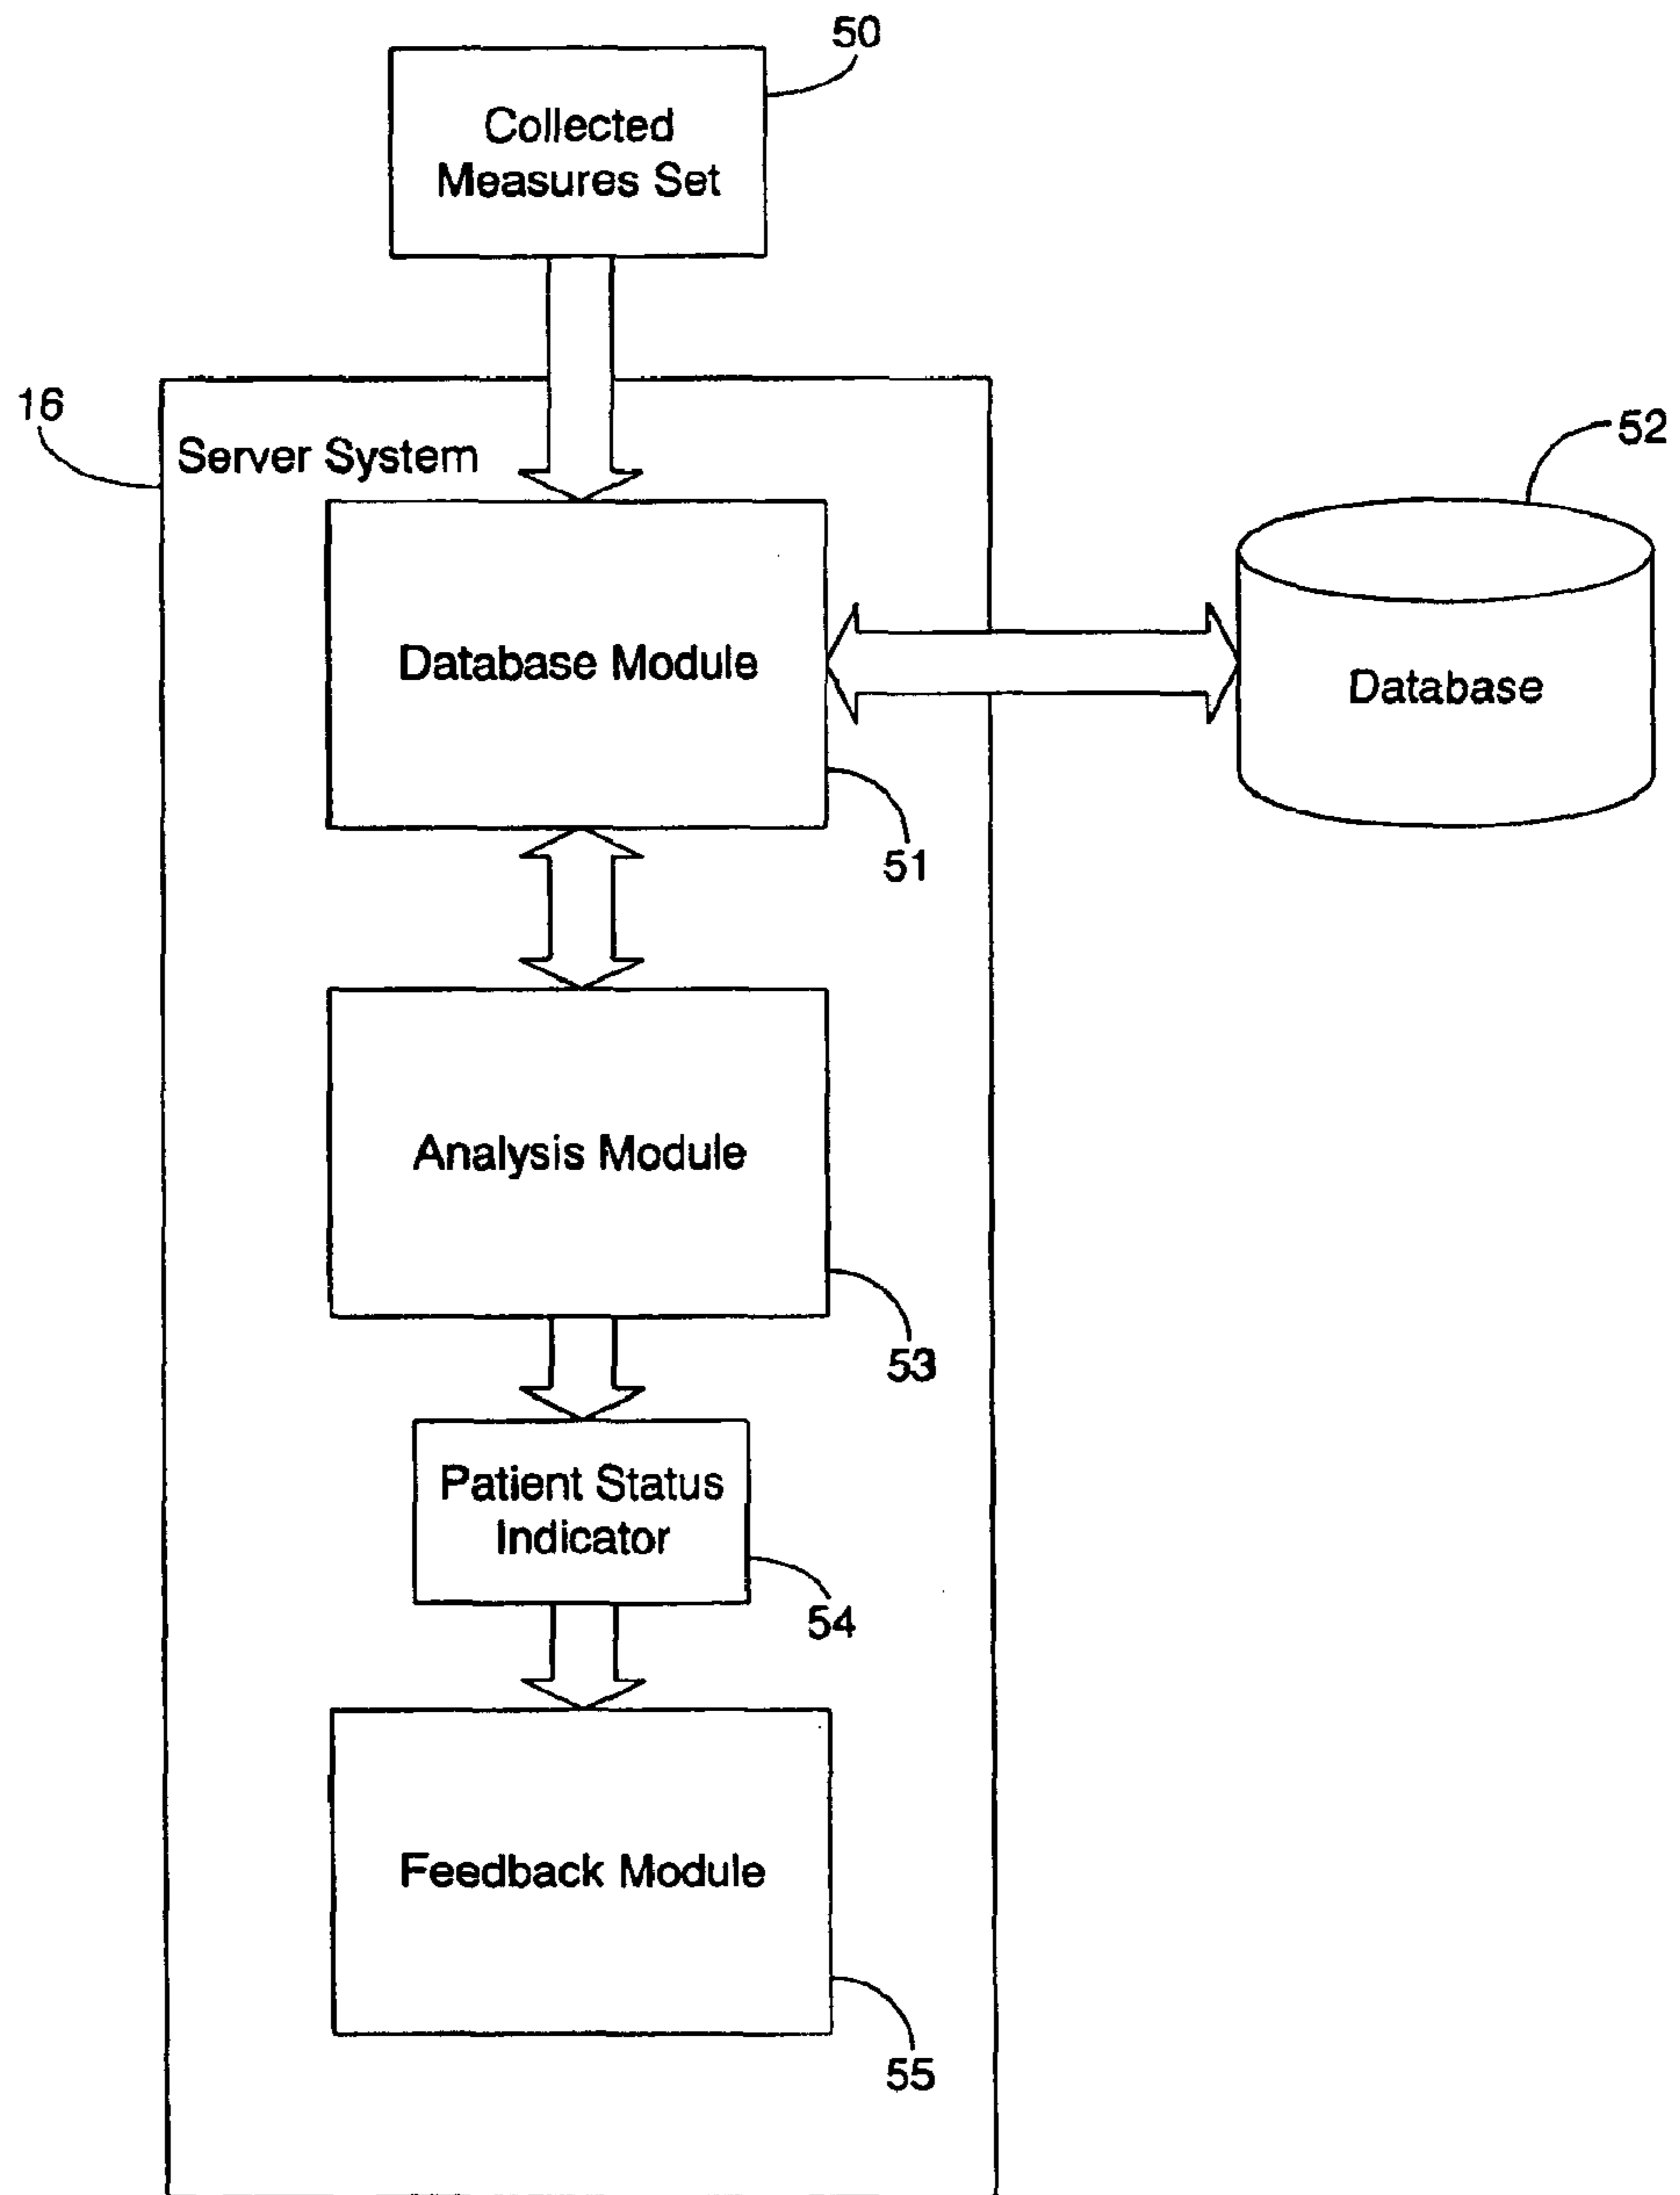 50
Collected
Measures Set
16
Server System
52
Database Module
Database
51
Analysis Module
53
Patient Status
Indicator
54
Feedback Module
55